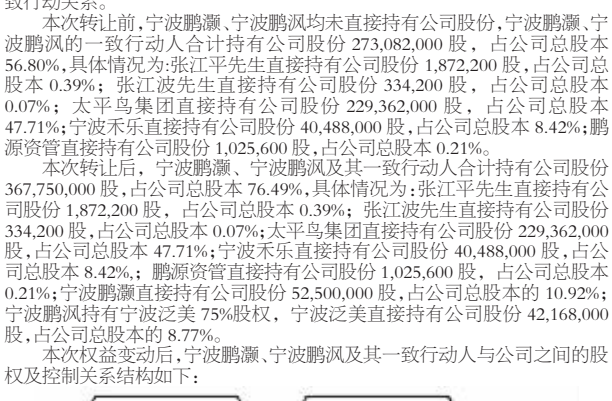 致行动关系。
本次转让前,宁波鹏灏、宁波鹏沨均未直接持有公司股份,宁波鹏灏、宁
波鹏沨的一致行动人合计持有公司股份 273,082,000 股，占公司总股本
56.80%,具体情况为:张江平先生直接持有公司股份 1,872,200 股,占公司总
股本 0.39%；张江波先生直接持有公司股份 334,200 股，占公司总股本
0.07%；太平鸟集团直接持有公司股份 229,362,000 股，占公司总股本
47.71%;宁波禾乐直接持有公司股份 40,488,000 股,占公司总股本 8.42%;鹏
源资管直接持有公司股份 1,025,600 股,占公司总股本 0.21%。
本次转让后，宁波鹏灏、宁波鹏沨及其一致行动人合计持有公司股份
367,750,000 股,占公司总股本 76.49%,具体情况为:张江平先生直接持有公
司股份 1,872,200 股，占公司总股本 0.39%；张江波先生直接持有公司股份
334,200 股,占公司总股本 0.07%;太平鸟集团直接持有公司股份 229,362,000
股,占公司总股本 47.71%;宁波禾乐直接持有公司股份 40,488,000 股,占公
司总股本 8.42%,；鹏源资管直接持有公司股份 1,025,600 股，占公司总股本
0.21%;宁波鹏灏直接持有公司股份 52,500,000 股,占公司总股本的 10.92%;
宁波鹏沨持有宁波泛美 75%股权，宁波泛美直接持有公司股份 42,168,000
股,占公司总股本的 8.77%。
本次权益变动后,宁波鹏灏、宁波鹏沨及其一致行动人与公司之间的股
权及控制关系结构如下：